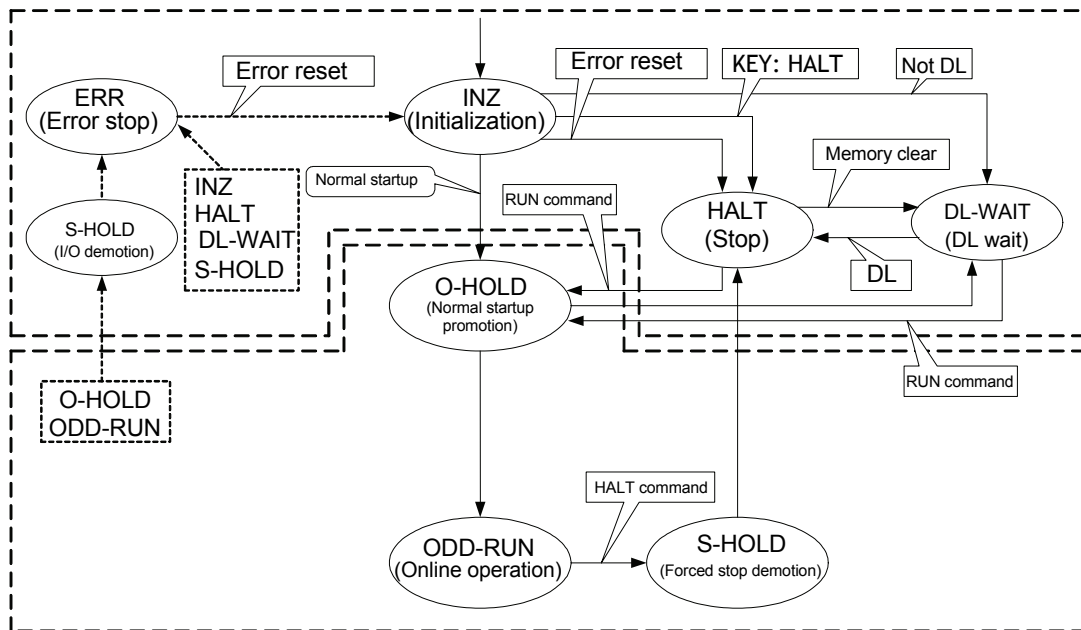 Error reset
Error reset
KEY: HALT
Not DL
ERR
(Error stop)
INZ
(Initialization)
Memory clear
Normal startup
INZ
HALT
DL-WAIT
S-HOLD
RUN command
HALT
(Stop)
DL-WAIT
(DL wait)
S-HOLD
(I/O demotion)
DL
O-HOLD
(Normal startup
promotion)
RUN command
O-HOLD
ODD-RUN
HALT command
ODD-RUN
(Online operation)
S-HOLD
(Forced stop demotion)